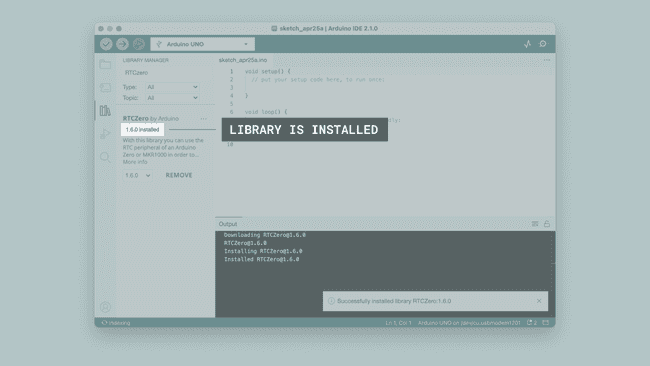 sketch_apr26a | Arduino IDE 2.1.0
Arduino UNO
LIBRARY MANAGER
RTCzero
Type: All
Topic: All
RTCZero by Arduino
1.6.0 installed
With this library you can use the
RTC peripheral of an Arduino
Zero or MKR1000 in order to...
More info
1.6.0 REMOVE
1 void setup() {
2 // put your setup code here, to run once:
3
4 }
5
6 void loop() {
10
LIBRARY IS INSTALLED
Output
Downloading RTCZero@1.6.0
RTCZero@1.6.0
Installing RTCZero@1.6.0
Installed RTCZero@1.6.0
Successfully installed library RTCZero:1.6.0
Indexing
Ln 1, Col 1 Arduino UNO on
2